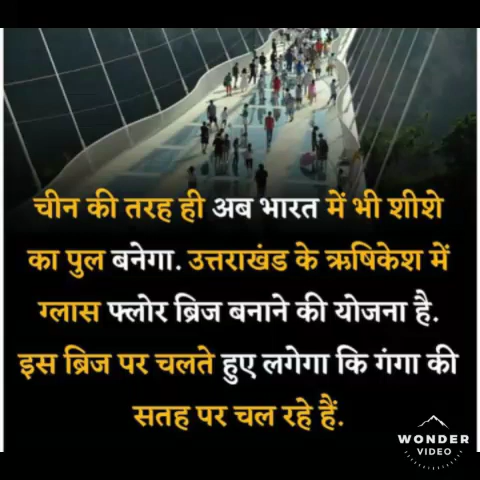 चीन की तरह ही अब भारत में भी शीशे
का पुल बनेगा. उत्तराखंड के ऋषिकेश में
ग्लास फ्लोर ब्रिज बनाने की योजना है.
इस ब्रिज पर चलते हुए लगेगा कि गंगा की
सतह पर चल रहे हैं.
WONDER
VIDEO